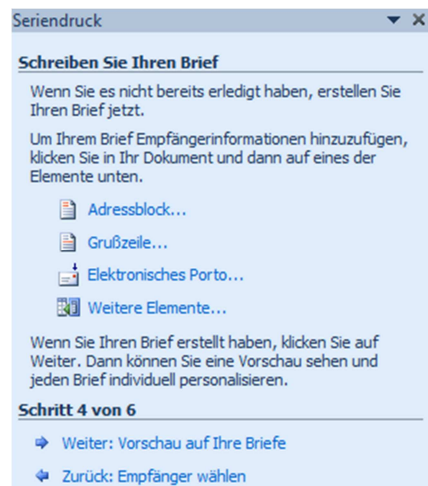 Seriendruck
Schreiben Sie Ihren Brief
Wenn Sie es nicht bereits erledigt haben, erstellen Sie
Ihren Brief jetzt.
Um Ihrem Brief Empfängerinformationen hinzuzufügen,
klicken Sie in Ihr Dokument und dann auf eines der
Elemente unten.
Adressblock...
Grußzeile...
Elektronisches Porto...
Weitere Elemente...
Wenn Sie Ihren Brief erstellt haben, klicken Sie auf
Weiter. Dann können Sie eine Vorschau sehen und
jeden Brief individuell personalisieren.
Schritt 4 von 6
Weiter: Vorschau auf Ihre Briefe
Zurück: Empfänger wählen